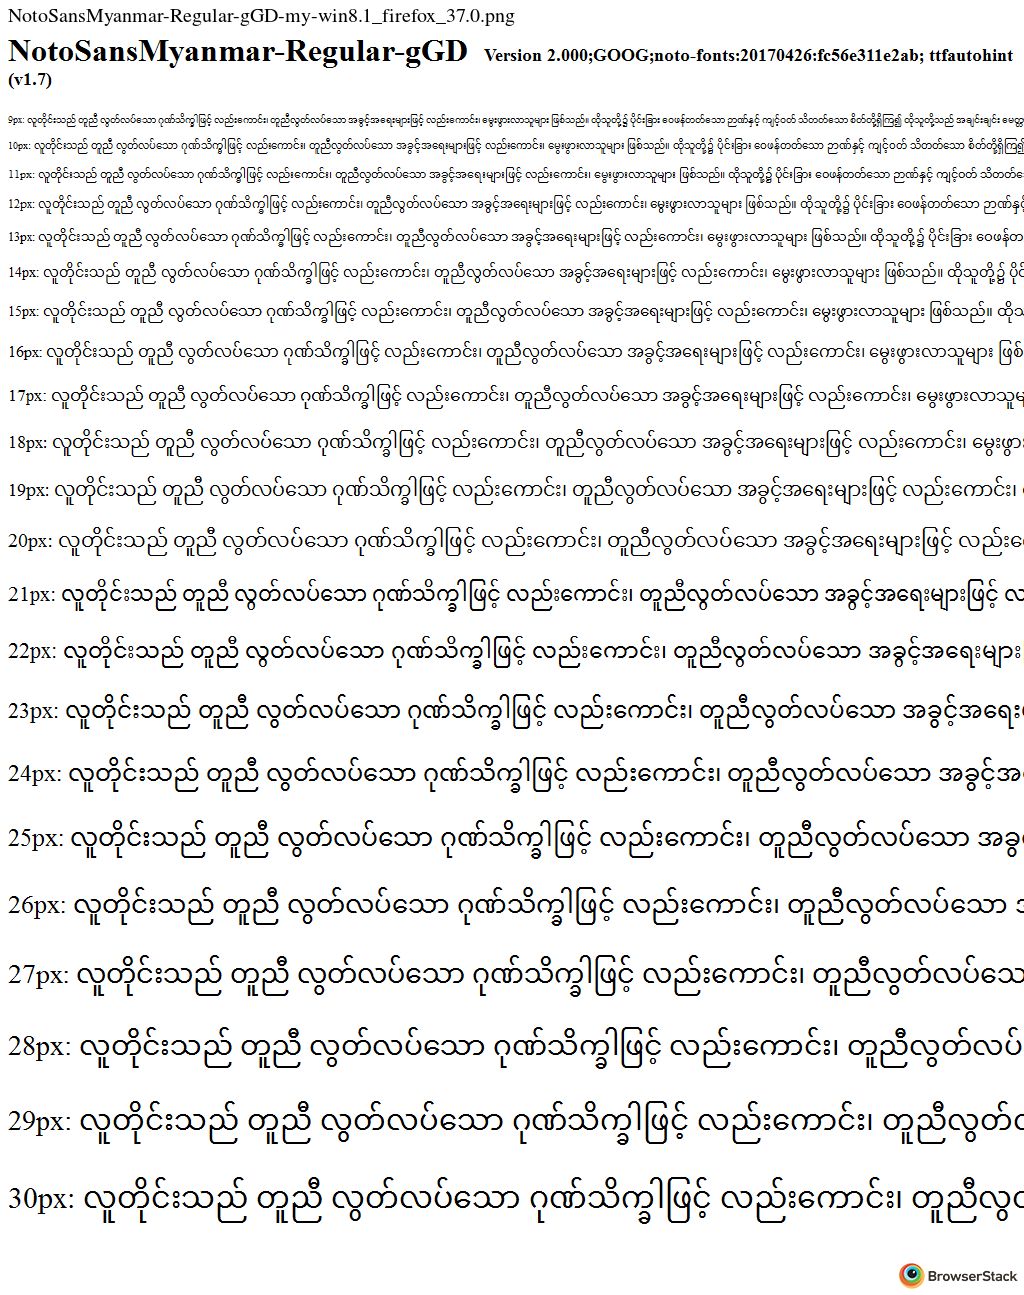 NotoSansMyanmar-Regular-gGD-my-win8.1_firefox_37.0.png
NotoSansMyanmar-Regular-gGD Version 2.000;GOOG;noto-fonts:20170426:fc56e311e2ab; ttfautohint
(v1.7)
9px: လူတိုင်းသည် တူညီ လွတ်လပ်သော ဂုဏ်သိက္ခါဖြင့် လည်းကောင်း၊ တူညီလွတ်လပ်သော အခွင့်အရေးများဖြင့် လည်းကောင်း၊ မွေးဖွားလာသူများ ဖြစ်သည်။ ထိုသူတို့၌ ပိုင်းခြား ဝေဖန်တတ်သော ဉာဏ်နှင့် ကျင့်ဝတ် သိတတ်သော စိတ်တို့ရှိကြ၍ ထိုသူတို့သည် အချင်းချင်း
10px: လူတိုင်းသည် တူညီ လွတ်လပ်သော ဂုဏ်သိက္ခါဖြင့် လည်းကောင်း၊ တူညီလွတ်လပ်သော အခွင့်အရေးများဖြင့် လည်းကောင်း၊ မွေးဖွားလာသူများ ဖြစ်သည်။ ထိုသူတို့၌ ပိုင်းခြား ဝေဖန်တတ်သော ဉာဏ်နှင့် ကျင့်ဝတ် သိတတ်သော စိတ်တို့ရှိကြ၍
11px: လူတိုင်းသည် တူညီ လွတ်လပ်သော ဂုဏ်သိက္ခါဖြင့် လည်းကောင်း၊ တူညီလွတ်လပ်သော အခွင့်အရေးများဖြင့် လည်းကောင်း၊ မွေးဖွားလာသူများ ဖြစ်သည်။ ထိုသူတို့၌ ပိုင်းခြား ဝေဖန်တတ်သော ဉာဏ်နှင့် ကျင့်ဝတ် သိတတ်သ
12px: လူတိုင်းသည် တူညီ လွတ်လပ်သော ဂုဏ်သိက္ခါဖြင့် လည်းကောင်း၊ တူညီလွတ်လပ်သော အခွင့်အရေးများဖြင့် လည်းကောင်း၊ မွေးဖွားလာသူများ ဖြစ်သည်။ ထိုသူတို့၌ ပိုင်းခြား ဝေဖန်တတ်သော ဉာဏ်နှင့်
13px: လူတိုင်းသည် တူညီ လွတ်လပ်သော ဂုဏ်သိက္ခါဖြင့် လည်းကောင်း၊ တူညီလွတ်လပ်သော အခွင့်အရေးများဖြင့် လည်းကောင်း၊ မွေးဖွားလာသူများ ဖြစ်သည်။ ထိုသူတို့၌ ပိုင်းခြား ဝေဖန်တ
14px: လူတိုင်းသည် တူညီ လွတ်လပ်သော ဂုဏ်သိက္ခါဖြင့် လည်းကောင်း၊ တူညီလွတ်လပ်သော အခွင့်အရေးများဖြင့် လည်းကောင်း၊ မွေးဖွားလာသူများ ဖြစ်သည်။ ထိုသူတို့၌ ပိုင်
15px: လူတိုင်းသည် တူညီ လွတ်လပ်သော ဂုဏ်သိက္ခါဖြင့် လည်းကောင်း၊ တူညီလွတ်လပ်သော အခွင့်အရေးများဖြင့် လည်းကောင်း၊ မွေးဖွားလာသူများ ဖြစ်သည်။ ထိုသ
16px: လူတိုင်းသည် တူညီ လွတ်လပ်သော ဂုဏ်သိက္ခါဖြင့် လည်းကောင်း၊ တူညီလွတ်လပ်သော အခွင့်အရေးများဖြင့် လည်းကောင်း၊ မွေးဖွားလာသူများ ဖြစ်
17px: လူတိုင်းသည် တူညီ လွတ်လပ်သော ဂုဏ်သိက္ခါဖြင့် လည်းကောင်း၊ တူညီလွတ်လပ်သော အခွင့်အရေးများဖြင့် လည်းကောင်း၊ မွေးဖွားလာသူမ
18px: လူတိုင်းသည် တူညီ လွတ်လပ်သော ဂုဏ်သိက္ခါဖြင့် လည်းကောင်း၊ တူညီလွတ်လပ်သော အခွင့်အရေးများဖြင့် လည်းကောင်း၊ မွေးဖွား
19px: လူတိုင်းသည် တူညီ လွတ်လပ်သော ဂုဏ်သိက္ခါဖြင့် လည်းကောင်း၊ တူညီလွတ်လပ်သော အခွင့်အရေးများဖြင့် လည်းကောင်း၊
20px: လူတိုင်းသည် တူညီ လွတ်လပ်သော ဂုဏ်သိက္ခါဖြင့် လည်းကောင်း၊ တူညီလွတ်လပ်သော အခွင့်အရေးများဖြင့် လည်း
21px: လူတိုင်းသည် တူညီ လွတ်လပ်သော ဂုဏ်သိက္ခါဖြင့် လည်းကောင်း၊ တူညီလွတ်လပ်သော အခွင့်အရေးများဖြင့် လ
22px: လူတိုင်းသည် တူညီ လွတ်လပ်သော ဂုဏ်သိက္ခါဖြင့် လည်းကောင်း၊ တူညီလွတ်လပ်သော အခွင့်အရေးများ
23px: လူတိုင်းသည် တူညီ လွတ်လပ်သော ဂုဏ်သိက္ခါဖြင့် လည်းကောင်း၊ တူညီလွတ်လပ်သော အခွင့်အရေး
24px: လူတိုင်းသည် တူညီ လွတ်လပ်သော ဂုဏ်သိက္ခါဖြင့် လည်းကောင်း၊ တူညီလွတ်လပ်သော အခွင့်အ
25px: လူတိုင်းသည် တူညီ လွတ်လပ်သော ဂုဏ်သိက္ခါဖြင့် လည်းကောင်း၊ တူညီလွတ်လပ်သော အခွ
26px: လူတိုင်းသည် တူညီ လွတ်လပ်သော ဂုဏ်သိက္ခါဖြင့် လည်းကောင်း၊ တူညီလွတ်လပ်သော
27px: လူတိုင်းသည် တူညီ လွတ်လပ်သော ဂုဏ်သိက္ခါဖြင့် လည်းကောင်း၊ တူညီလွတ်လပ်သေ
28px: လူတိုင်းသည် တူညီ လွတ်လပ်သော ဂုဏ်သိက္ခါဖြင့် လည်းကောင်း၊ တူညီလွတ်လပ်
29px: လူတိုင်းသည် တူညီ လွတ်လပ်သော ဂုဏ်သိက္ခါဖြင့် လည်းကောင်း၊ တူညီလွတ်
30px: လူတိုင်းသည် တူညီ လွတ်လပ်သော ဂုဏ်သိက္ခါဖြင့် လည်းကောင်း၊ တူညီလွ
BrowserStack